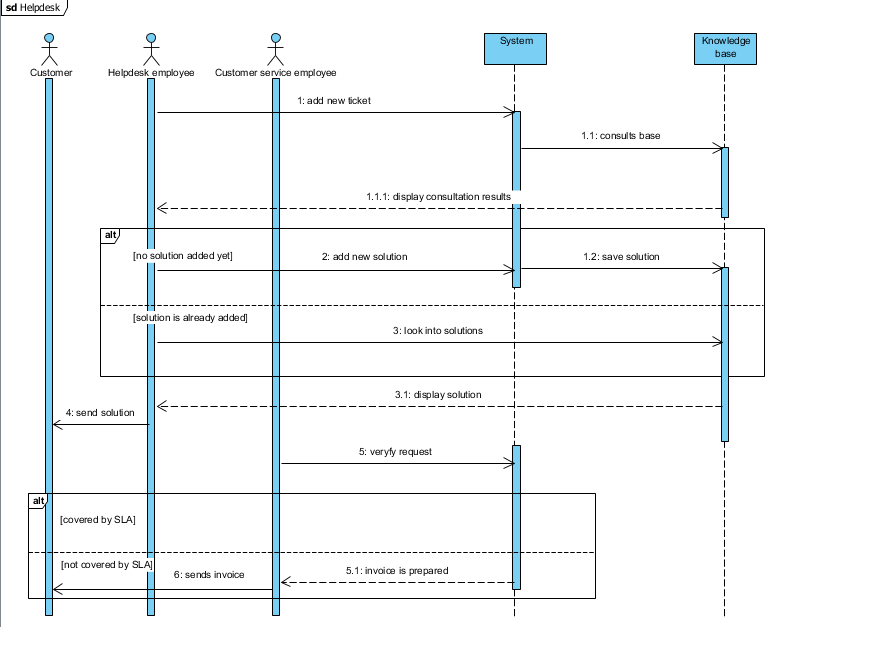 sd Helpdesk
System
Knowledge
base
Customer
Helpdesk employee
Customer service employee
1: add new ticket
1.1: consults base
1.1.1: display consultation results
alt
[no solution added yet]
2: add new solution
1.2: save solution
[solution is already added]
3: look into solutions
3.1: display solution
4: send solution
5: veryfy request
alt
[covered by SLA]
[not covered by SLA]
6: sends invoice
5.1: invoice is prepared